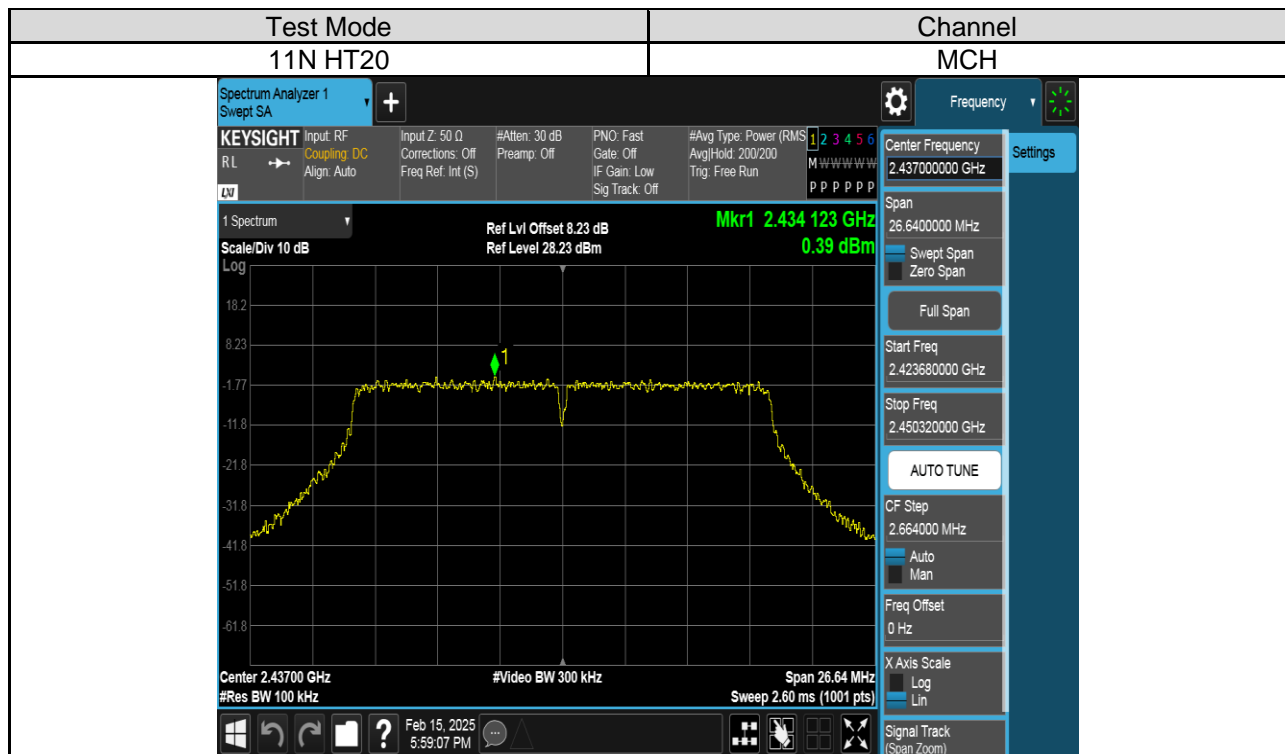 Test Mode
Channel
11N HT20
MCH
Spectrum Analyzer 1
Swept SA
+
Frequency
KEYSIGHT
RL
LXI
Input: RF
Coupling: DC
Align: Auto
Input Z: 50 Ω
Corrections: Off
Freq Ref: Int (S)
#Atten: 30 dB
Preamp: Off
PNO: Fast
Gate: Off
IF Gain: Low
Sig Track: Off
#Avg Type: Power (RMS
Avg|Hold: 200/200
Trig: Free Run
1 2 3 4 5 6
M W W W W W
P P P P P P
1 Spectrum
Scale/Div 10 dB
Log
Ref Lvl Offset 8.23 dB
Ref Level 28.23 dBm
Mkr1 2.434 123 GHz
0.39 dBm
18.2
8.23
-1.77
-11.8
-21.8
-31.8
-41.8
-51.8
-61.8
1
Center 2.43700 GHz
#Res BW 100 kHz
#Video BW 300 kHz
Span 26.64 MHz
Sweep 2.60 ms (1001 pts)
Center Frequency
2.437000000 GHz
Settings
Span
26.6400000 MHz
Swept Span
Zero Span
Full Span
Start Freq
2.423680000 GHz
Stop Freq
2.450320000 GHz
AUTO TUNE
CF Step
2.664000 MHz
Auto
Man
Freq Offset
0 Hz
X Axis Scale
Log
Lin
Signal Track
(Span Zoom)
?
Feb 15, 2025
5:59:07 PM